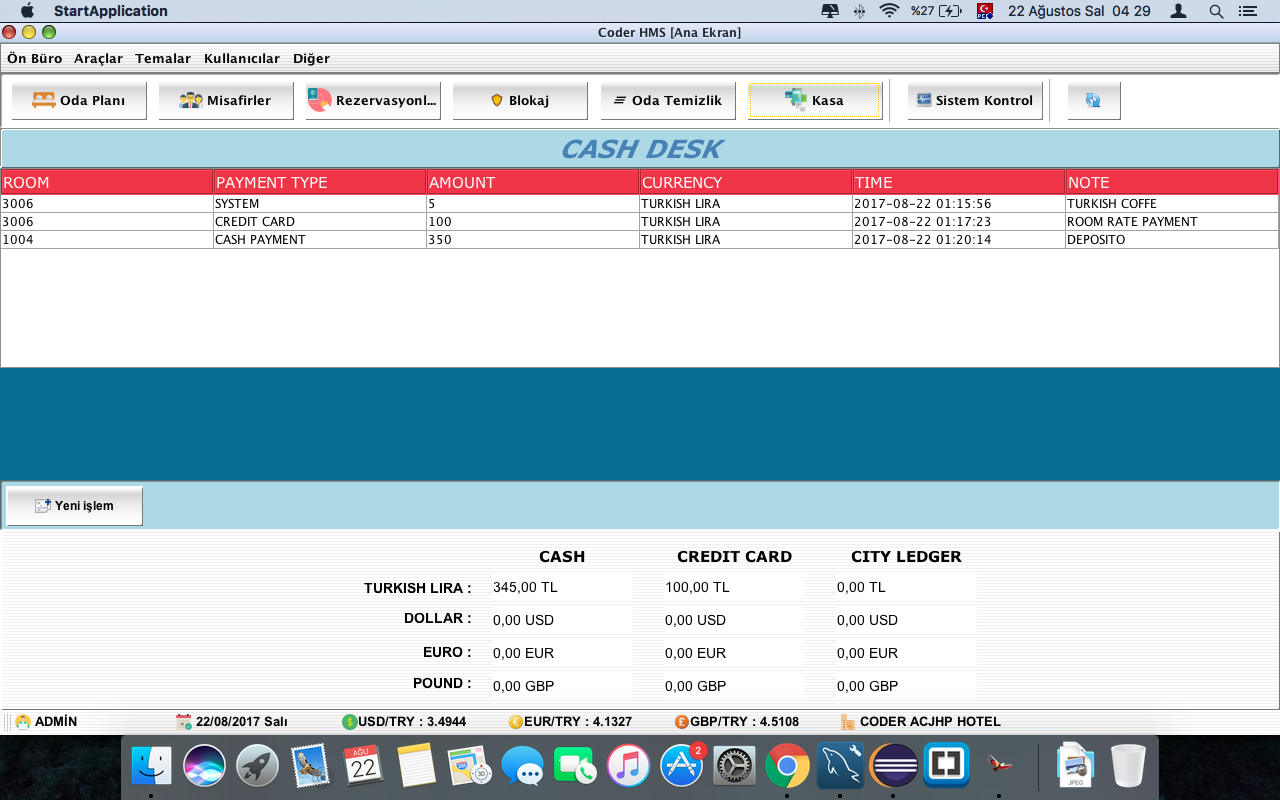 StartApplication %27 22 Ağustos Sal 04 29
Coder HMS [Ana Ekran]
Ön Büro Araçlar Temalar Kullanıcılar Diğer
Oda Planı Misafirler Rezervasyonl... Blokaj Oda Temizlik Kasa Sistem Kontrol
CASH DESK
ROOM PAYMENT TYPE AMOUNT CURRENCY TIME NOTE
3006 SYSTEM 5 TURKISH LIRA 2017-08-22 01:15:56 TURKISH COFFE
3006 CREDIT CARD 100 TURKISH LIRA 2017-08-22 01:17:23 ROOM RATE PAYMENT
1004 CASH PAYMENT 350 TURKISH LIRA 2017-08-22 01:20:14 DEPOSITO
Yeni işlem
CASH CREDIT CARD CITY LEDGER
TURKISH LIRA : 345,00 TL 100,00 TL 0,00 TL
DOLLAR : 0,00 USD 0,00 USD 0,00 USD
EURO : 0,00 EUR 0,00 EUR 0,00 EUR
POUND : 0,00 GBP 0,00 GBP 0,00 GBP
ADMİN 22/08/2017 Salı USD/TRY : 3.4944 EUR/TRY : 4.1327 GBP/TRY : 4.5108 CODER ACJHP HOTEL
AĞU
22
3D
2
JPEG